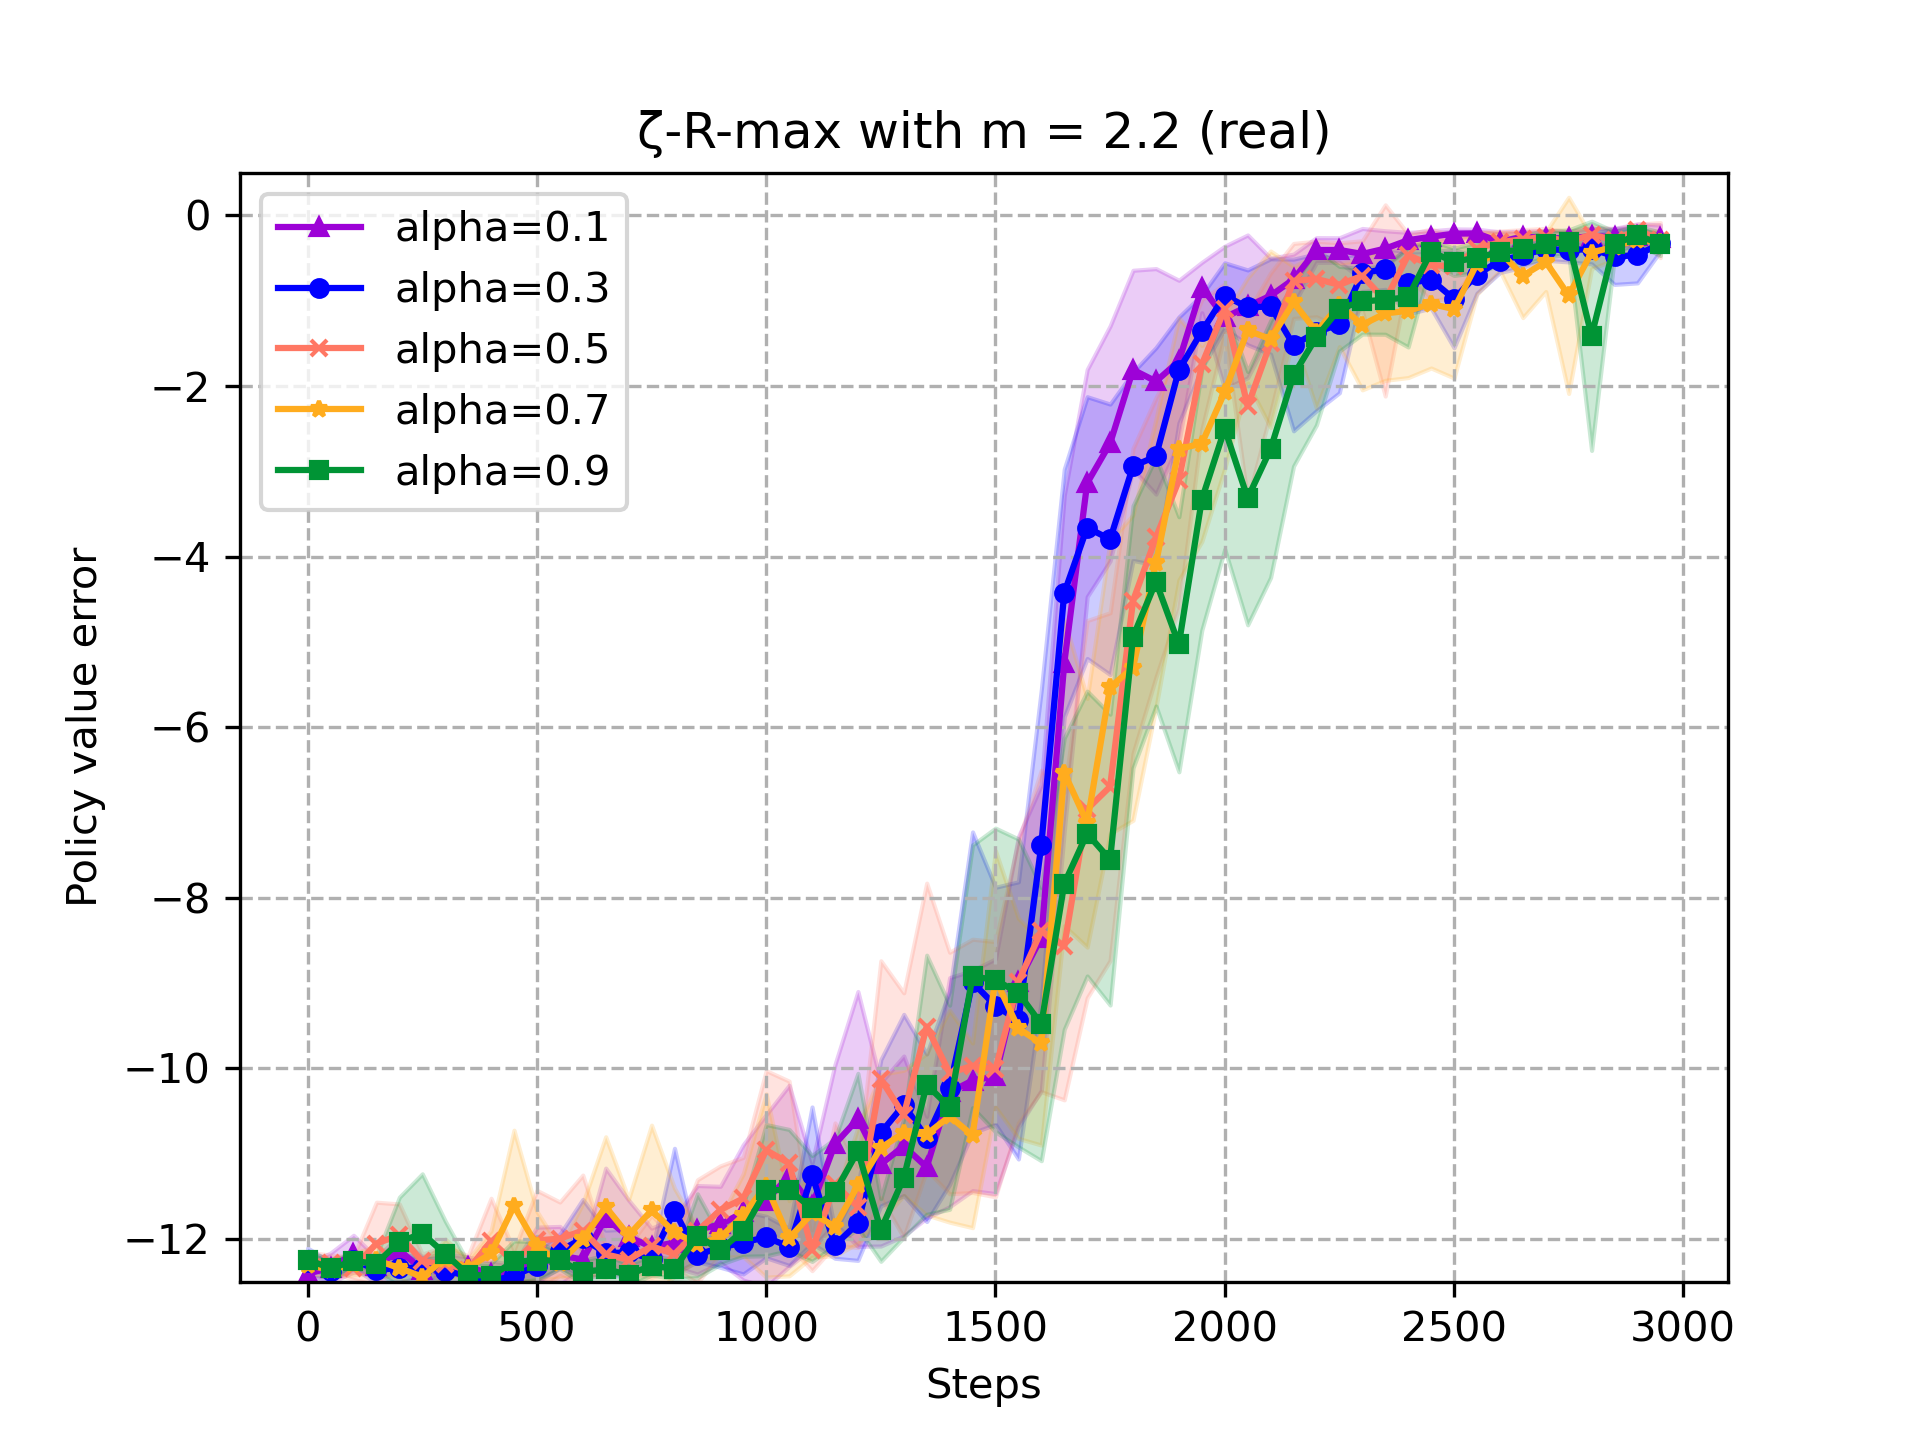 ζ-R-max with m = 2.2 (real)
alpha=0.1
alpha=0.3
alpha=0.5
alpha=0.7
alpha=0.9
Policy value error
0
−2
−4
−6
−8
−10
−12
0 500 1000 1500 2000 2500 3000
Steps